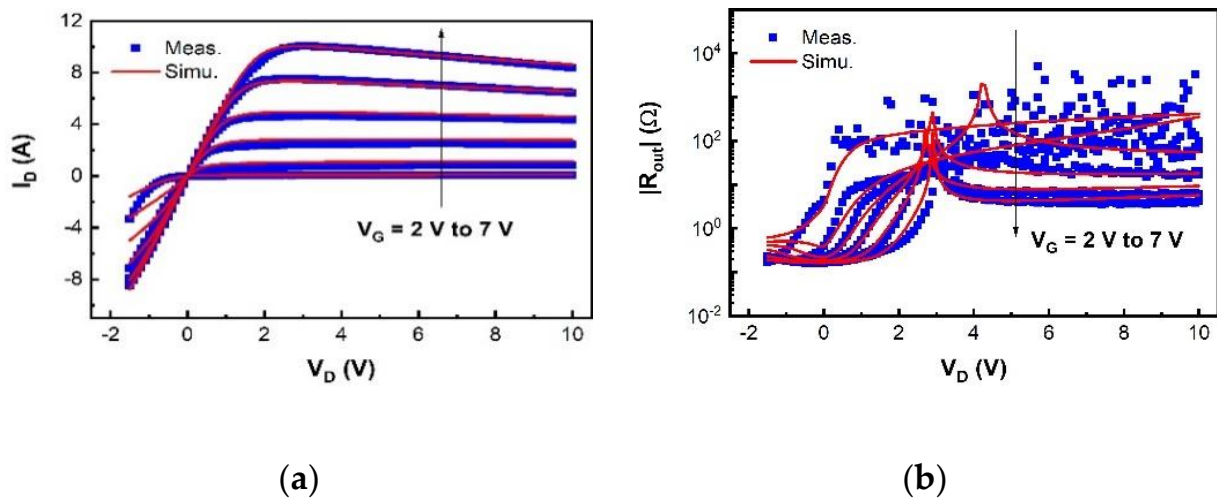 12
8
4
0
-4
-8
I_D (A)
Meas.
Simu.
V_G = 2 V to 7 V
-2
0
2
4
6
8
10
V_D (V)
(a)
10^4
10^2
10^0
10^-2
|R_out| (Ω)
Meas.
Simu.
V_G = 2 V to 7 V
-2
0
2
4
6
8
10
V_D (V)
(b)